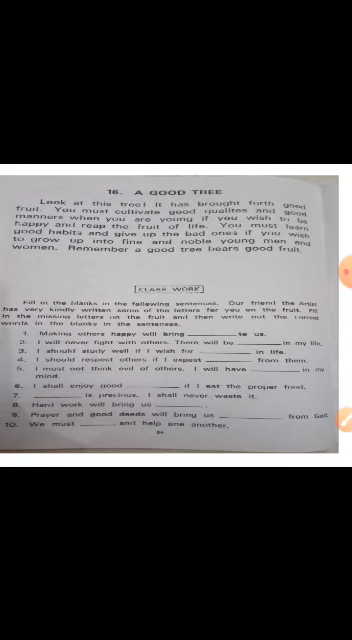 16. A GOOD TREE
Look at this tree! It has brought forth good
fruit. You must cultivate good qualites and good
manners when you are young if you wish to be
happy and reap the fruit of life. You must learn
good habits and give up the bad ones if you wish
to grow up into fine and noble young men and
women. Remember a good tree bears good fruit.
CLASS WORK
Fill in the blanks in the following sentences. Our friend the Artist
has very kindly written some of the letters for you on the fruit. Fill
in the missing letters on the fruit and then write out the correct
words in the blanks in the sentences.
1. Making others happy will bring ________ to us.
2. I will never fight with others. There will be ________ in my life.
3. I should study well if I wish for ________ in life.
4. I should respect others if I expect ________ from them.
5. I must not think evil of others. I will have ________ in my
mind.
6. I shall enjoy good ________ if I eat the proper food.
7. ________ is precious. I shall never waste it.
8. Hard work will bring us ________ .
9. Prayer and good deeds will bring us ________ from God.
10. We must ________ and help one another.